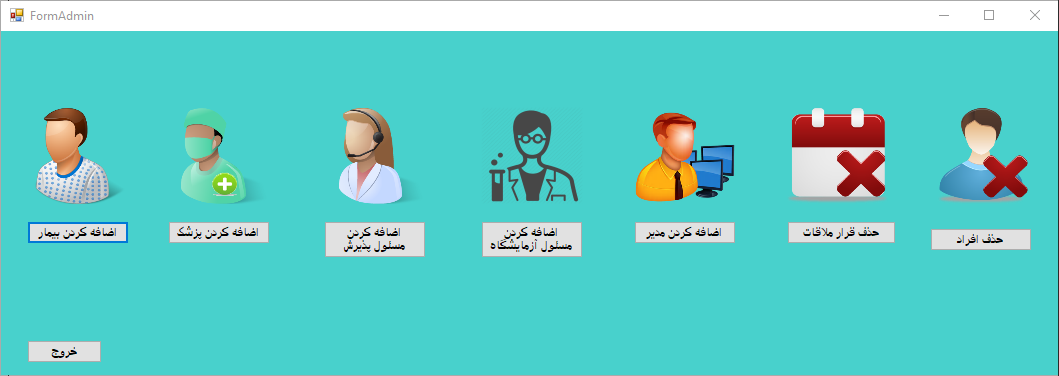 FormAdmin
اضافه کردن بیمار
اضافه کردن پزشک
اضافه کردن
مسئول پذیرش
اضافه کردن
مسئول آزمایشگاه
اضافه کردن مدیر
حذف قرار ملاقات
حذف افراد
خروج